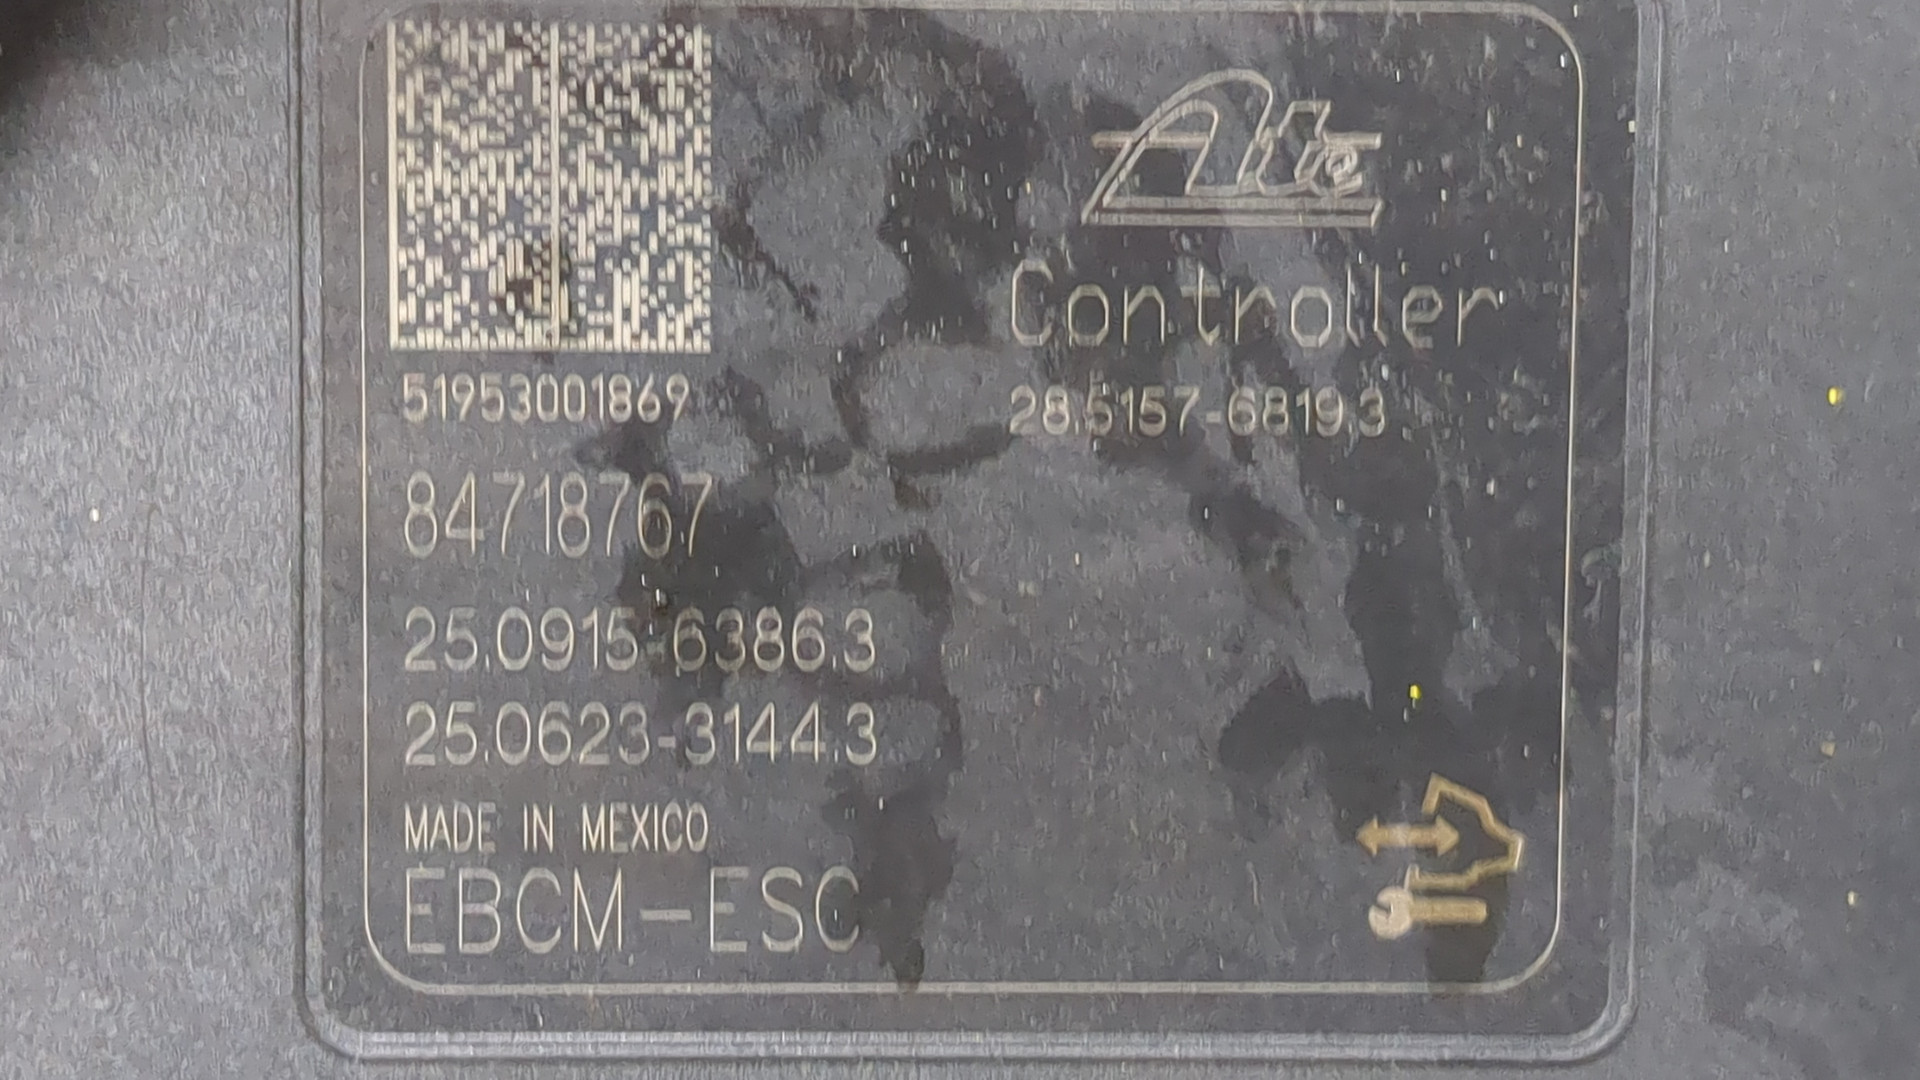 Ate
Controller
51953001869
28.5157-6819.3
84718767
25.0915-6386.3
25.0623-3144.3
MADE IN MEXICO
EBCM-ESC